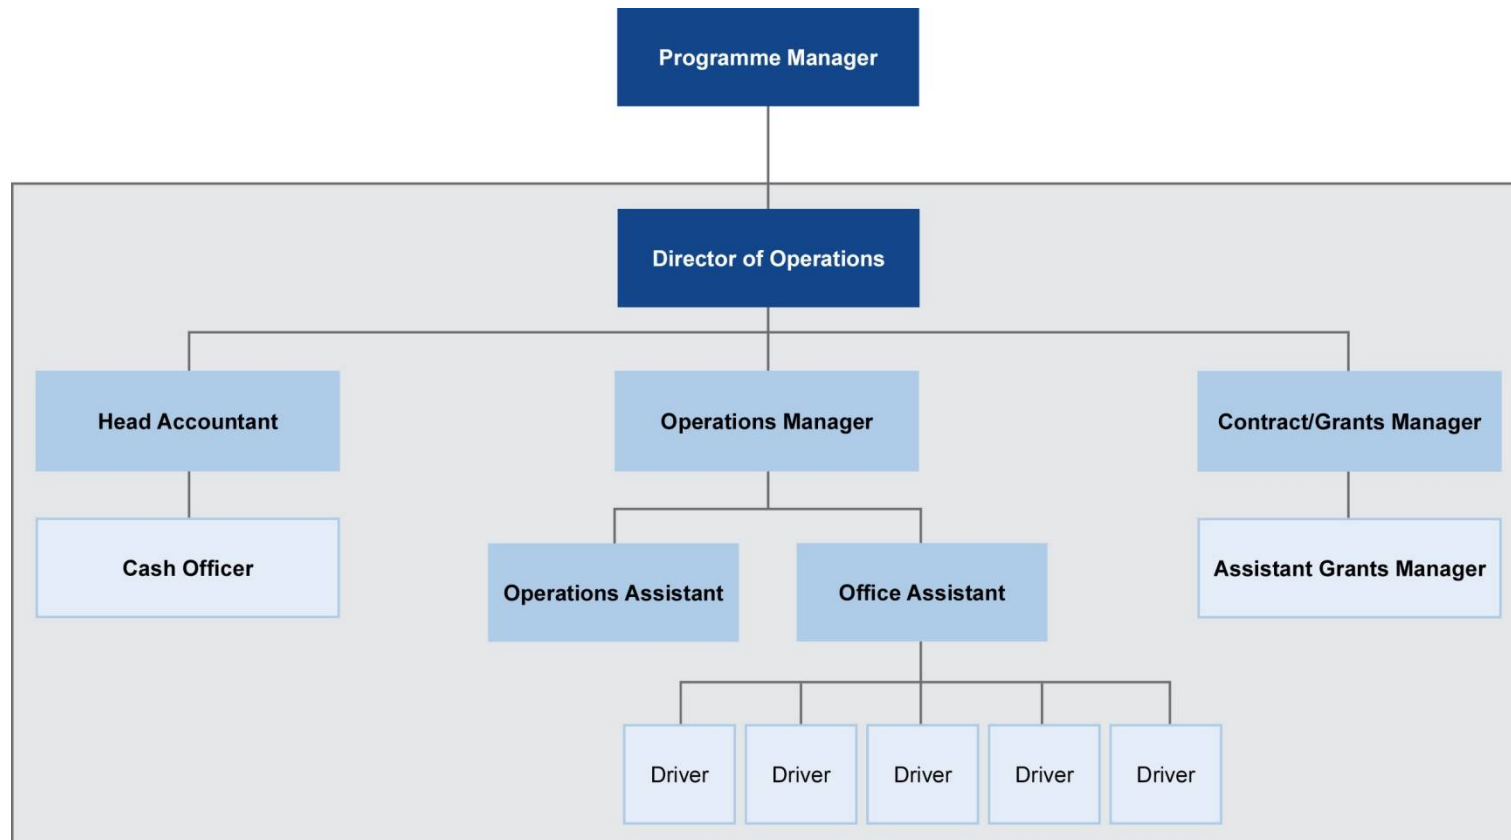 Programme Manager
Director of Operations
Head Accountant
Operations Manager
Contract/Grants Manager
Cash Officer
Operations Assistant
Office Assistant
Assistant Grants Manager
Driver
Driver
Driver
Driver
Driver